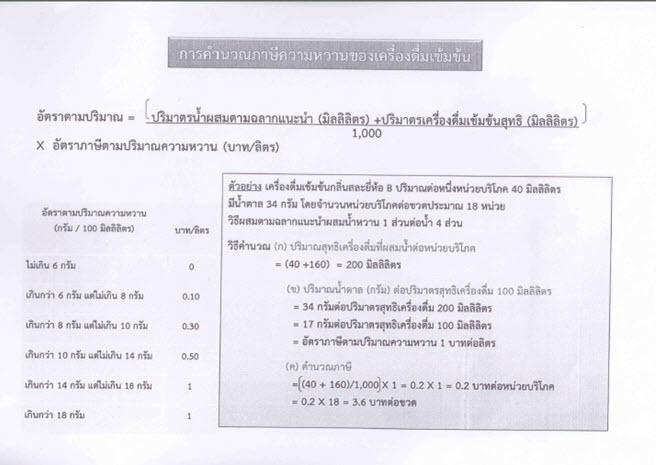 การคำนวณภาษีความหวานของเครื่องดื่มเข้มข้น
อัตราตามปริมาณ = (ปริมาตรน้ำผสมตามฉลากแนะนำ (มิลลิลิตร) +ปริมาตรเครื่องดื่มเข้มข้นสุทธิ (มิลลิลิตร))
1,000
X อัตราภาษีตามปริมาณความหวาน (บาท/ลิตร)
อัตราตามปริมาณความหวาน
(กรัม / 100 มิลลิลิตร) บาท/ลิตร
ไม่เกิน 6 กรัม 0
เกินกว่า 6 กรัม แต่ไม่เกิน 8 กรัม 0.10
เกินกว่า 8 กรัม แต่ไม่เกิน 10 กรัม 0.30
เกินกว่า 10 กรัม แต่ไม่เกิน 14 กรัม 0.50
เกินกว่า 14 กรัม แต่ไม่เกิน 18 กรัม 1
เกินกว่า 18 กรัม 1
ตัวอย่าง เครื่องดื่มเข้มข้นกลิ่นสละยี่ห้อ B ปริมาณต่อหนึ่งหน่วยบริโภค 40 มิลลิลิตร
มีน้ำตาล 34 กรัม โดยจำนวนหน่วยบริโภคต่อขวดประมาณ 18 หน่วย
วิธีผสมตามฉลากแนะนำผสมน้ำหวาน 1 ส่วนต่อน้ำ 4 ส่วน
วิธีคำนวณ (ก) ปริมาณสุทธิเครื่องดื่มที่ผสมน้ำต่อหน่วยบริโภค
= (40 +160) = 200 มิลลิลิตร
(ข) ปริมาณน้ำตาล (กรัม) ต่อปริมาตรสุทธิเครื่องดื่ม 100 มิลลิลิตร
= 34 กรัมต่อปริมาตรสุทธิเครื่องดื่ม 200 มิลลิลิตร
= 17 กรัมต่อปริมาตรสุทธิเครื่องดื่ม 100 มิลลิลิตร
= อัตราภาษีตามปริมาณความหวาน 1 บาทต่อลิตร
(ค) คำนวณภาษี
=((40 + 160)/1,000) X 1 = 0.2 X 1 = 0.2 บาทต่อหน่วยบริโภค
= 0.2 X 18 = 3.6 บาทต่อขวด